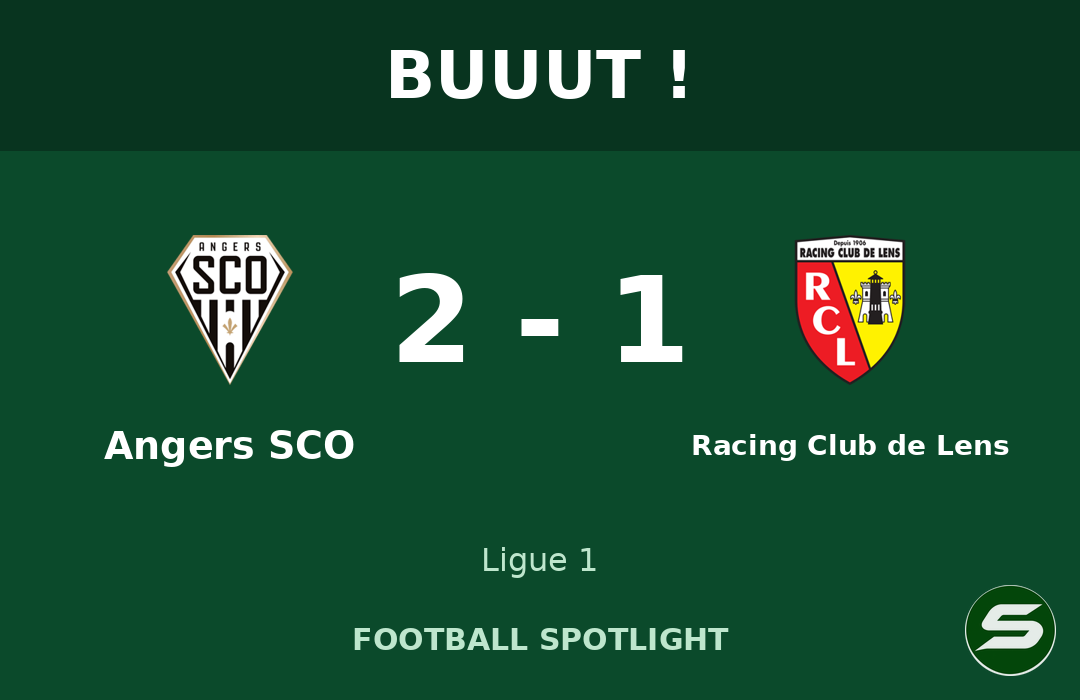 BUUUT !
ANGERS
SCO
2 - 1
Depuis 1906
RACING CLUB DE LENS
R
C
L
Angers SCO
Racing Club de Lens
Ligue 1
FOOTBALL SPOTLIGHT
S